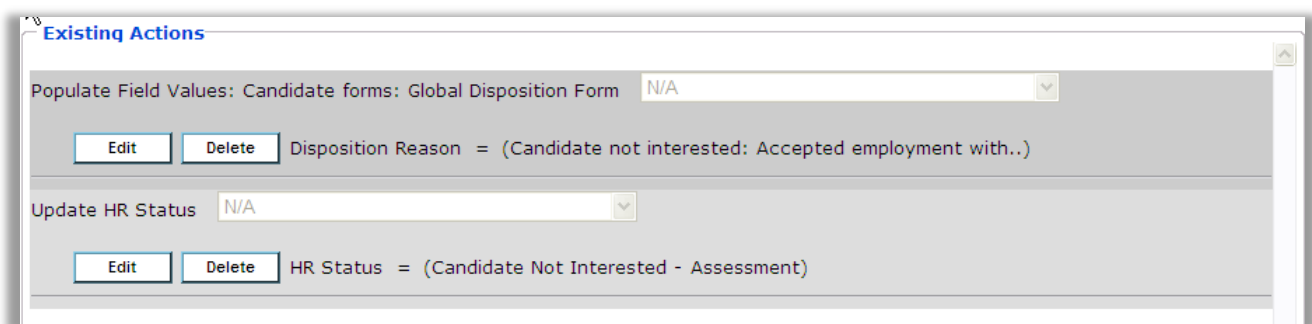 Existing Actions
Populate Field Values: Candidate forms: Global Disposition Form N/A
Edit Delete Disposition Reason = (Candidate not interested: Accepted employment with..)
Update HR Status N/A
Edit Delete HR Status = (Candidate Not Interested - Assessment)